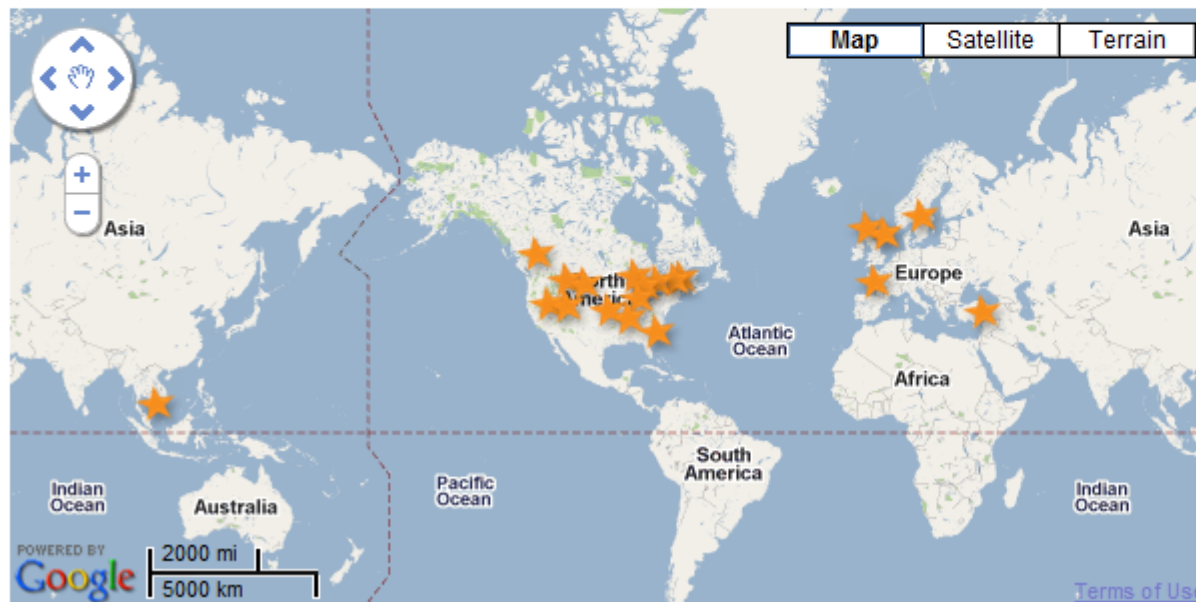 Map
Satellite
Terrain
+
−
Asia
Asia
Europe
Atlantic
Ocean
Africa
South
America
Pacific
Ocean
Indian
Ocean
Australia
Indian
Ocean
POWERED BY
Google
2000 mi
5000 km
Terms of Use